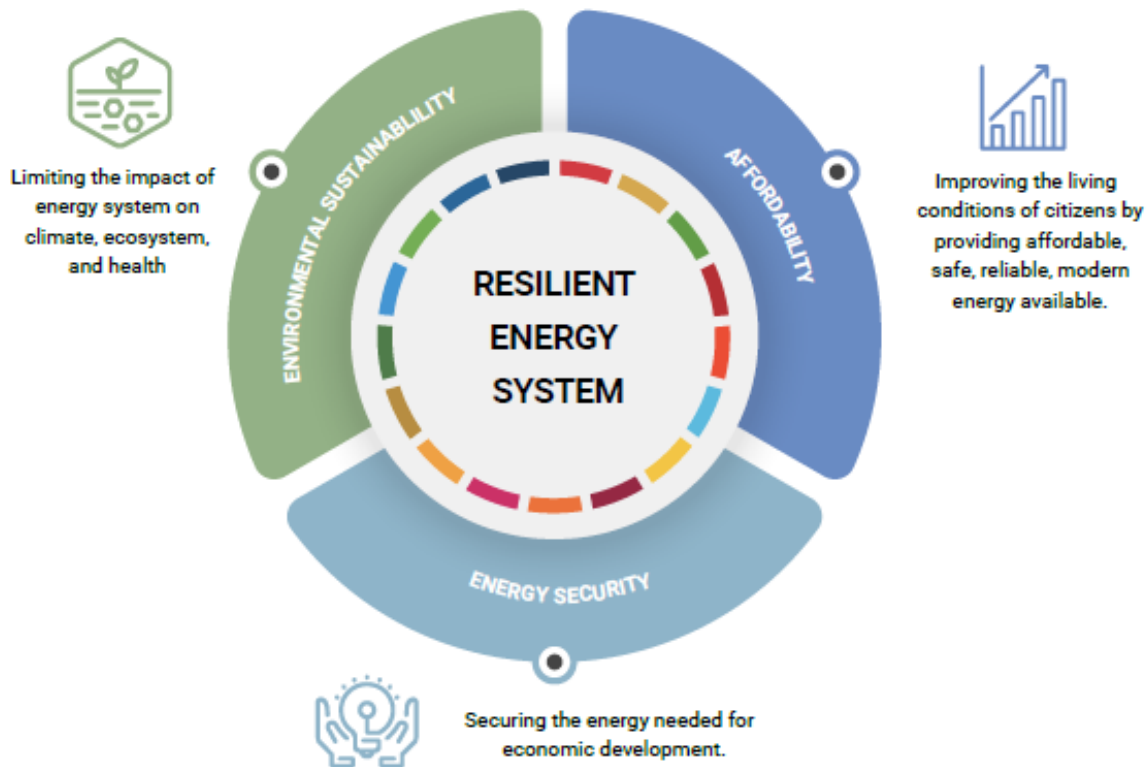 ENVIRONMENTAL SUSTAINABLILITY
Limiting the impact of
energy system on
climate, ecosystem,
and health
AFFORDABILITY
Improving the living
conditions of citizens by
providing affordable,
safe, reliable, modern
energy available.
RESILIENT
ENERGY
SYSTEM
ENERGY SECURITY
Securing the energy needed for
economic development.